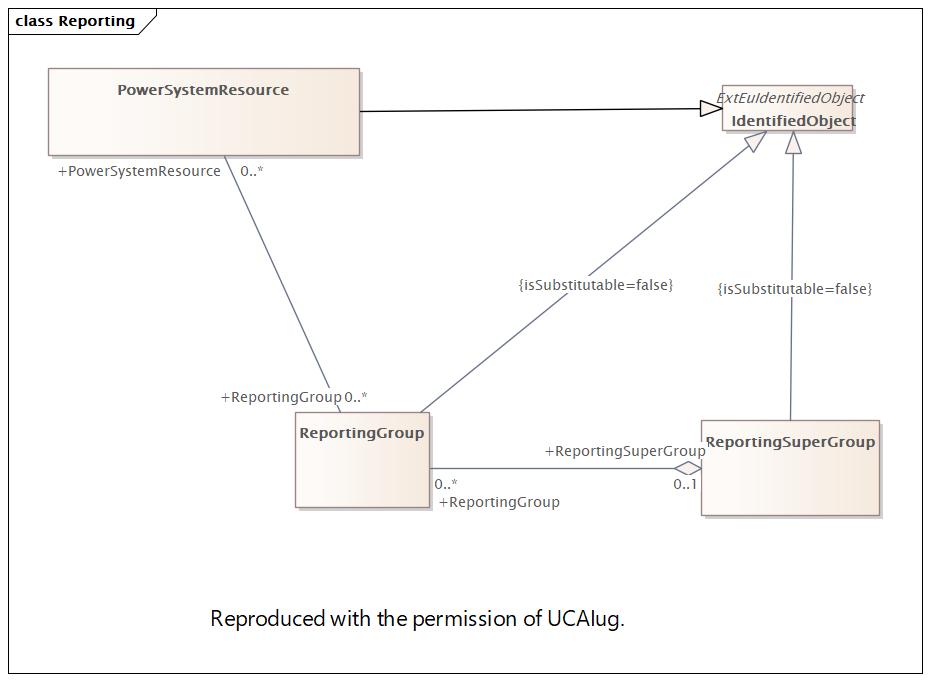 class Reporting
PowerSystemResource
ExtEuIdentifiedObject
IdentifiedObject
+PowerSystemResource 0..*
{isSubstitutable=false}
{isSubstitutable=false}
+ReportingGroup 0..*
ReportingGroup
ReportingSuperGroup
+ReportingSuperGroup
0..*
0..1
+ReportingGroup
Reproduced with the permission of UCAIug.